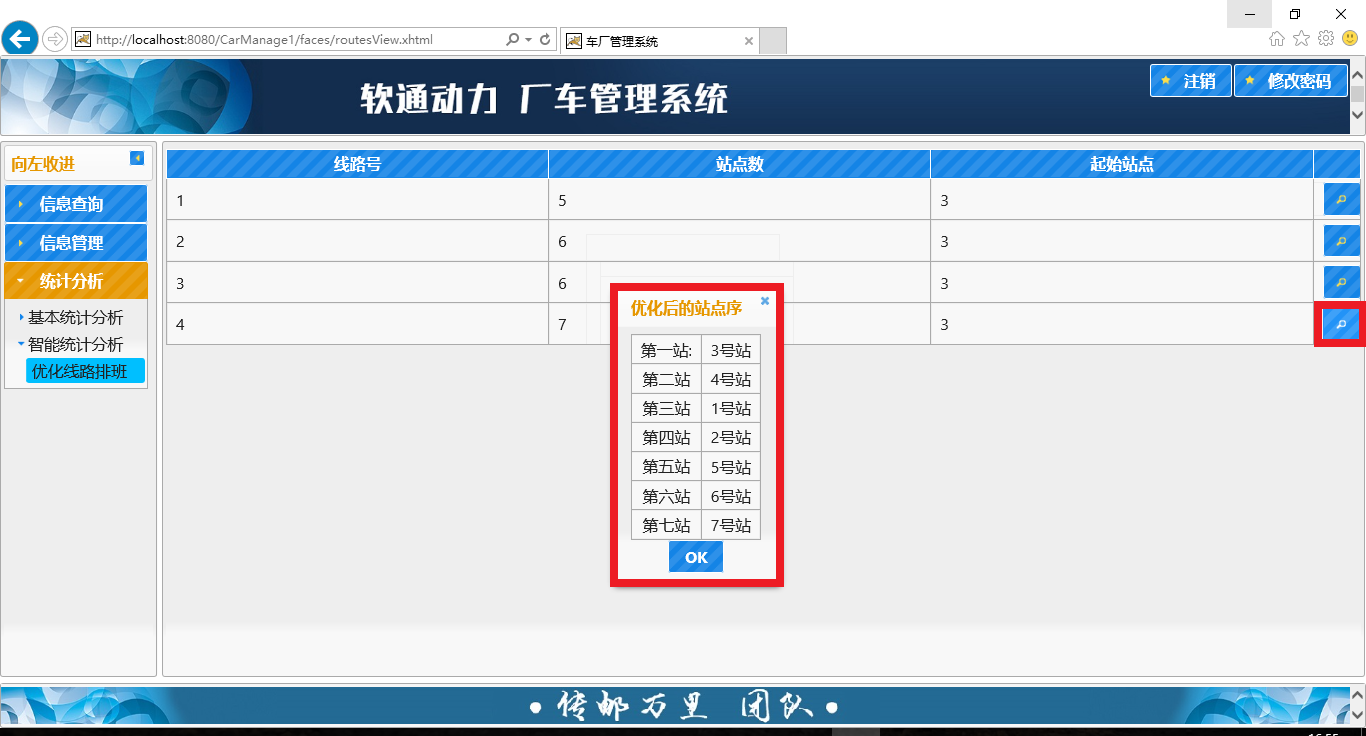 http://localhost:8080/CarManage1/faces/routesView.xhtml
车厂管理系统
软通动力 厂车管理系统
注销
修改密码
向左收进
信息查询
信息管理
统计分析
基本统计分析
智能统计分析
优化线路排班
线路号 站点数 起始站点
1 5 3
2 6 3
3 6 3
4 7 3
优化后的站点序
第一站: 3号站
第二站 4号站
第三站 1号站
第四站 2号站
第五站 5号站
第六站 6号站
第七站 7号站
OK
•传邮万里 团队•